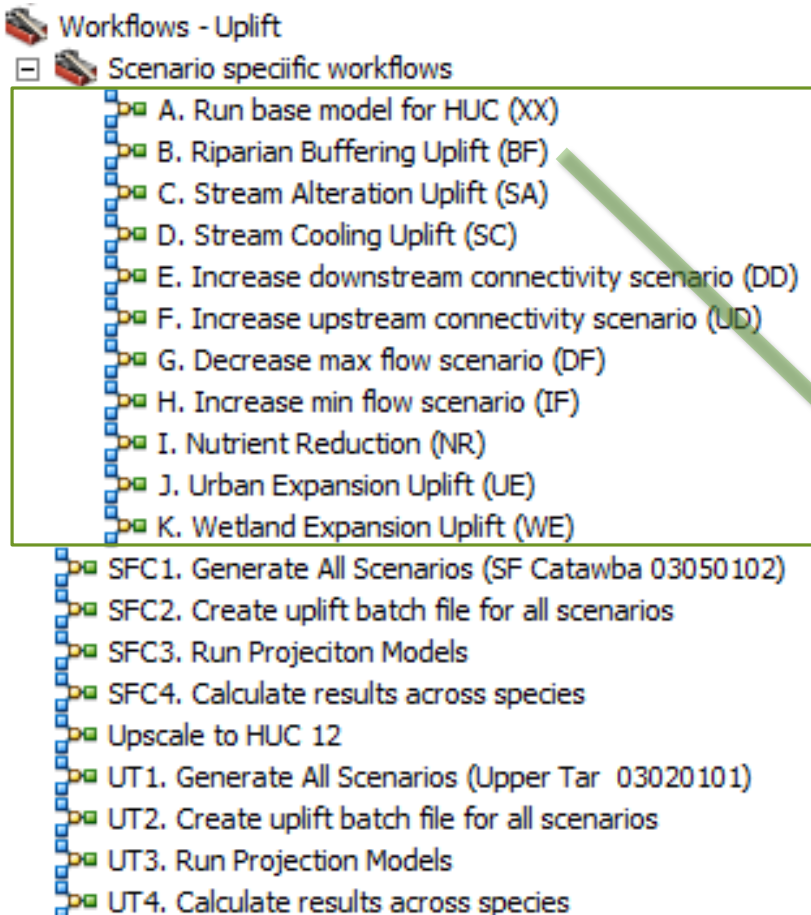 Workflows - Uplift
Scenario speciific workflows
A. Run base model for HUC (XX)
B. Riparian Buffering Uplift (BF)
C. Stream Alteration Uplift (SA)
D. Stream Cooling Uplift (SC)
E. Increase downstream connectivity scenario (DD)
F. Increase upstream connectivity scenario (UD)
G. Decrease max flow scenario (DF)
H. Increase min flow scenario (IF)
I. Nutrient Reduction (NR)
J. Urban Expansion Uplift (UE)
K. Wetland Expansion Uplift (WE)
SFC1. Generate All Scenarios (SF Catawba 03050102)
SFC2. Create uplift batch file for all scenarios
SFC3. Run Projeciton Models
SFC4. Calculate results across species
Upscale to HUC 12
UT1. Generate All Scenarios (Upper Tar  03020101)
UT2. Create uplift batch file for all scenarios
UT3. Run Projection Models
UT4. Calculate results across species